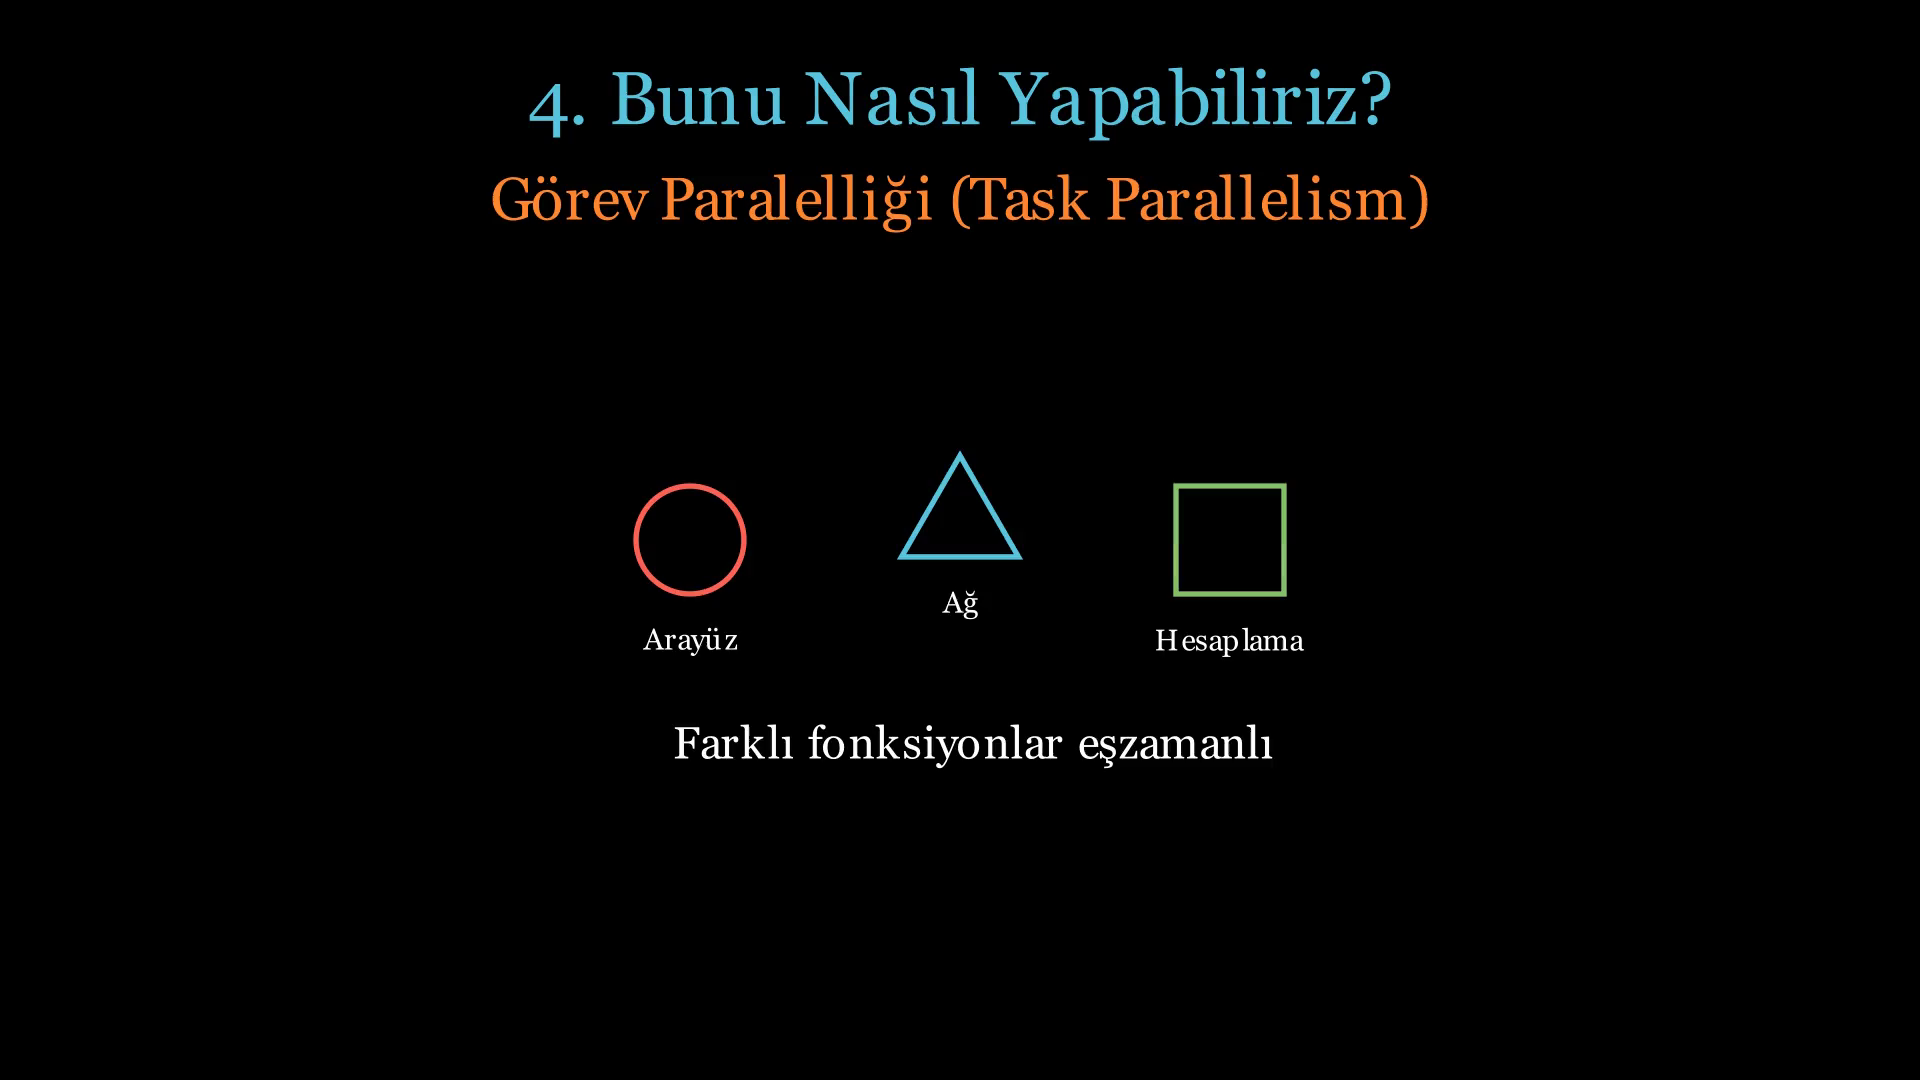 4. Bunu Nasıl Yapabiliriz?
Görev Paralelliği (Task Parallelism)
Arayüz
Ağ
Hesaplama
Farklı fonksiyonlar eşzamanlı